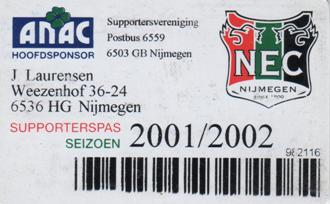 ANAC
HOOFDSPONSOR
Supportersvereniging
Postbus 6559
6503 GB Nijmegen
NEC
NIJMEGEN
SINCE 1900
J Laurensen
Weezenhof 36-24
6536 HG Nijmegen
SUPPORTERSPAS
SEIZOEN 2001/2002
982116